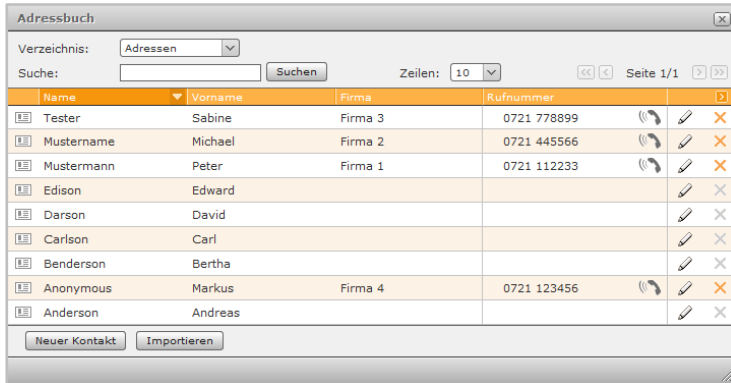 Adressbuch
Verzeichnis: Adressen
Suche: Suchen Zeilen: 10 Seite 1/1
Name Vorname Firma Rufnummer
Tester Sabine Firma 3 0721 778899
Mustername Michael Firma 2 0721 445566
Mustermann Peter Firma 1 0721 112233
Edison Edward
Darson David
Carlson Carl
Benderson Bertha
Anonymous Markus Firma 4 0721 123456
Anderson Andreas
Neuer Kontakt Importieren